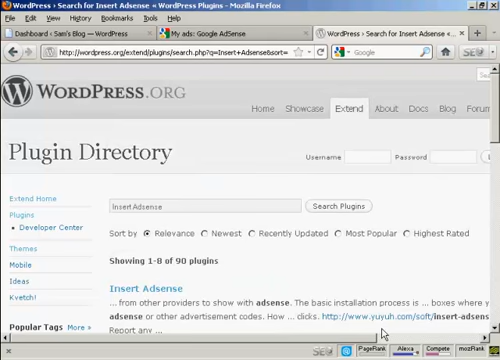 WordPress › Search for Insert Adsense « WordPress Plugins - Mozilla Firefox
File Edit View History Bookmarks Tools Help
Dashboard ‹ Sam's Blog — WordPress
My ads: Google AdSense
WordPress › Search for Insert Adsense «...
http://wordpress.org/extend/plugins/search.php?q=Insert+Adsense&sort=
Google
SEO
WORDPRESS.ORG
Home Showcase Extend About Docs Blog Forum
Plugin Directory
Username Password
Extend Home
Plugins
• Developer Center
Themes
Mobile
Ideas
Kvetch!
Popular Tags More »
Insert Adsense
Search Plugins
Sort by Relevance Newest Recently Updated Most Popular Highest Rated
Showing 1-8 of 90 plugins
Insert Adsense
... from other providers to show with adsense. The basic installation process is ... boxes where y
adsense or other advertisement codes. How ... clicks. http://www.yuyuh.com/soft/insert-adsens
Report any ...
Done
SEO PageRank Alexa Compete mozRank